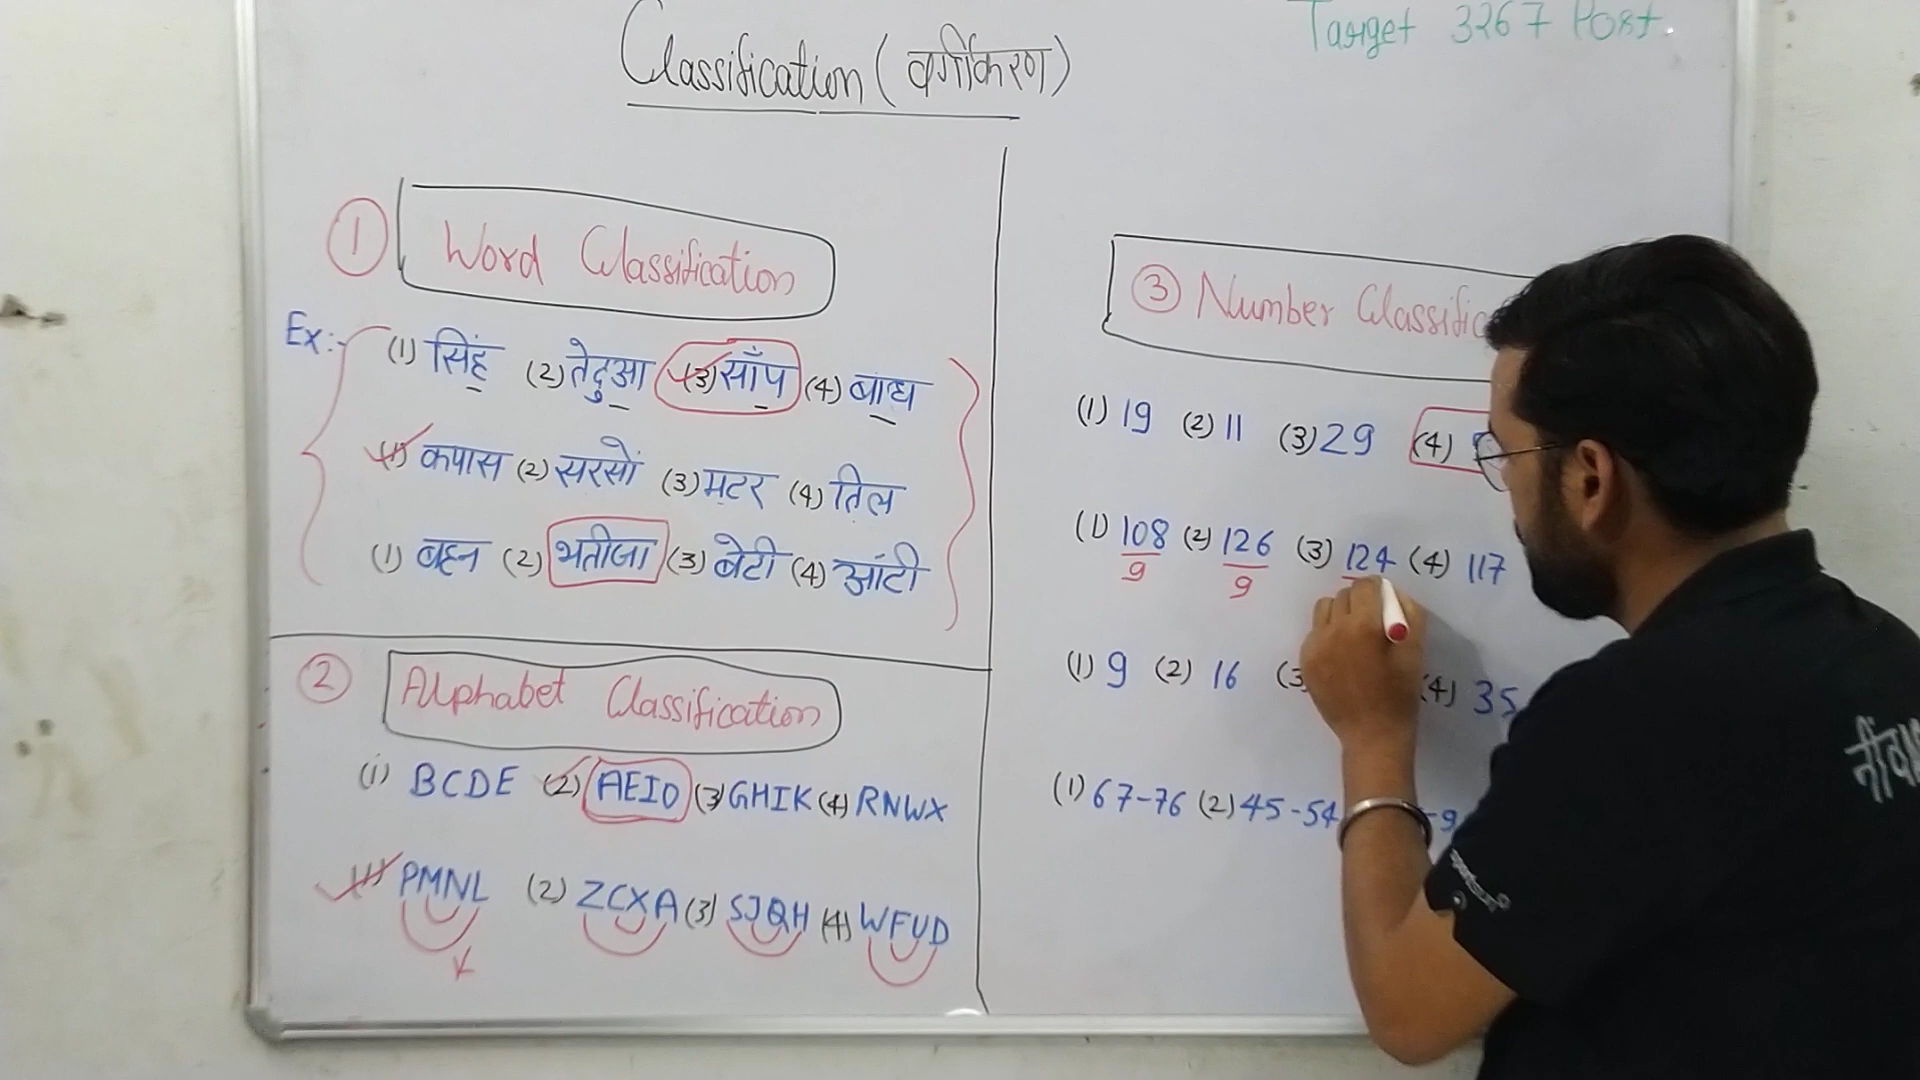 Target 3267 Post.
Classification (वर्गीकरण)
① Word Classification
Ex:- (1) सिंह (2) तेदुआ (3) साँप (4) बाघ
(1) कपास (2) सरसों (3) मटर (4) तिल
(1) बहन (2) भतीजा (3) बेटी (4) आंटी
② Alphabet Classification
(1) BCDE (2) AEIO (3) GHIK (4) RNWX
(1) PMNL (2) ZCXA (3) SJQH (4) WFUD
③ Number Classific
(1) 19 (2) 11 (3) 29 (4)
(1) 108 (2) 126 (3) 124 (4) 117
9 9
(1) 9 (2) 16 (3 (4) 35
(1) 67-76 (2) 45-54 -9